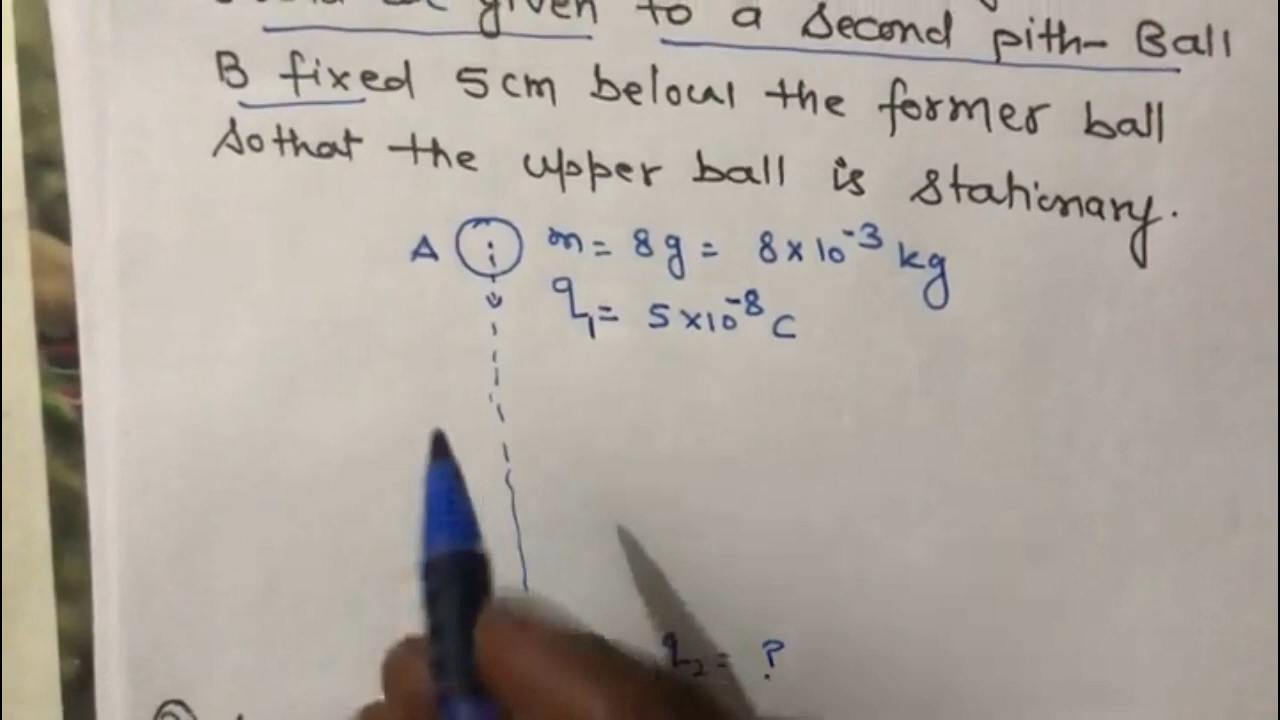 given to a second pith- Ball
B fixed 5cm below the former ball
so that the upper ball is stationary.
A m = 8g = 8×10⁻³ kg
q₁= 5×10⁻⁸ C
q₂= ?